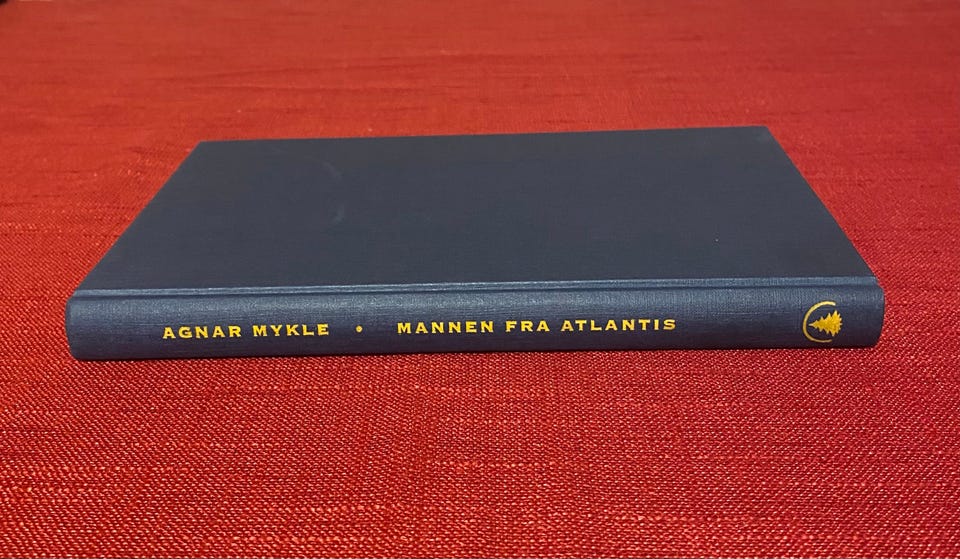 AGNAR MYKLE • MANNEN FRA ATLANTIS